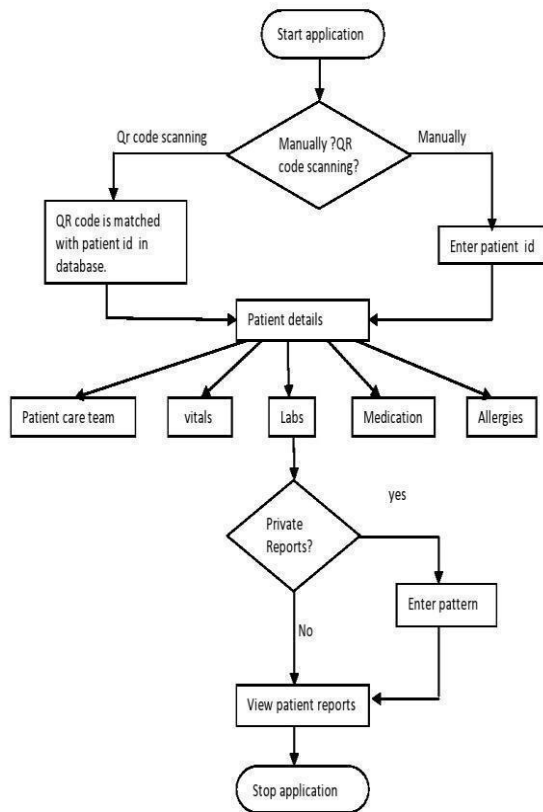 Start application
Qr code scanning
Manually ?QR
code scanning?
Manually
QR code is matched
with patient id in
database.
Enter patient id
Patient details
Patient care team
vitals
Labs
Medication
Allergies
yes
Private
Reports?
Enter pattern
No
View patient reports
Stop application